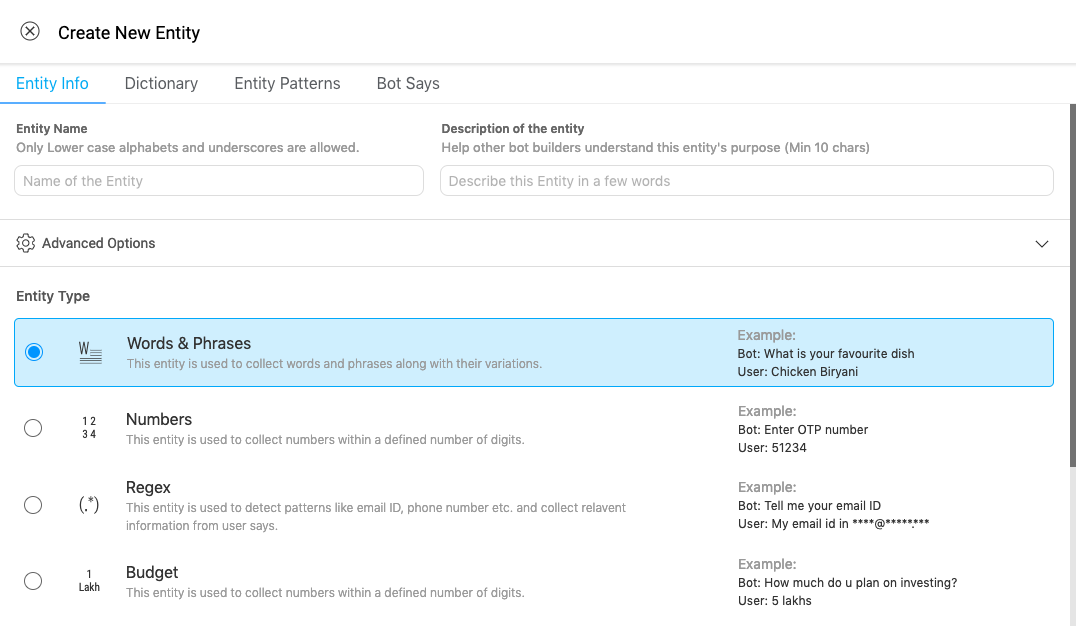 Create New Entity
Entity Info Dictionary Entity Patterns Bot Says
Entity Name
Only Lower case alphabets and underscores are allowed.
Name of the Entity
Description of the entity
Help other bot builders understand this entity's purpose (Min 10 chars)
Describe this Entity in a few words
Advanced Options
Entity Type
W
Words & Phrases
This entity is used to collect words and phrases along with their variations.
Example:
Bot: What is your favourite dish
User: Chicken Biryani
1 2
3 4
Numbers
This entity is used to collect numbers within a defined number of digits.
Example:
Bot: Enter OTP number
User: 51234
(.*)
Regex
This entity is used to detect patterns like email ID, phone number etc. and collect relavent
information from user says.
Example:
Bot: Tell me your email ID
User: My email id in ****@*****.***
1
Lakh
Budget
This entity is used to collect numbers within a defined number of digits.
Example:
Bot: How much do u plan on investing?
User: 5 lakhs